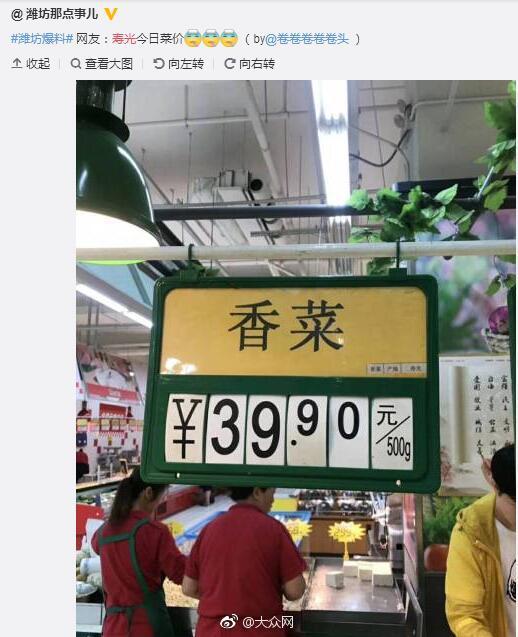 @潍坊那点事儿
#潍坊爆料# 网友：寿光今日菜价（by@卷卷卷卷卷头 ）
收起 查看大图 向左转 向右转
香菜
产地
¥39.90 元/500g
@大众网